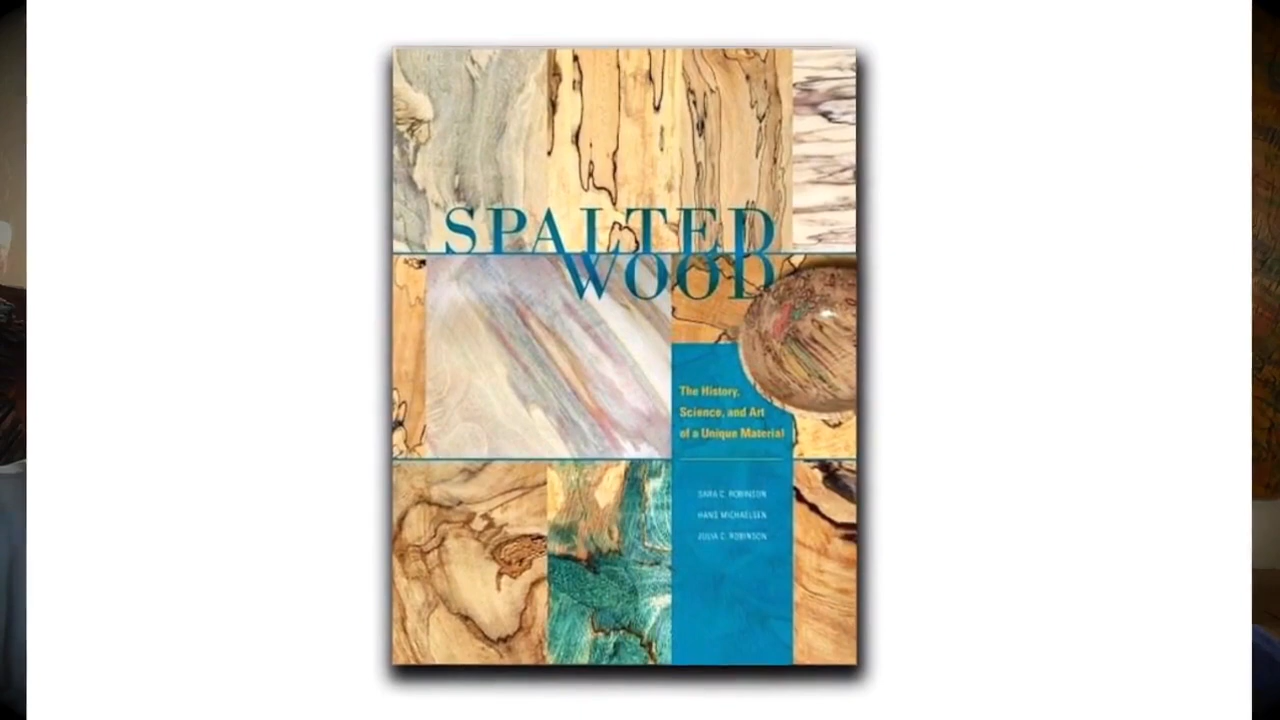 SPALTED
WOOD
The History,
Science, and Art
of a Unique Material
SARA C. ROBINSON
HANS MICHAELSEN
JULIA C. ROBINSON